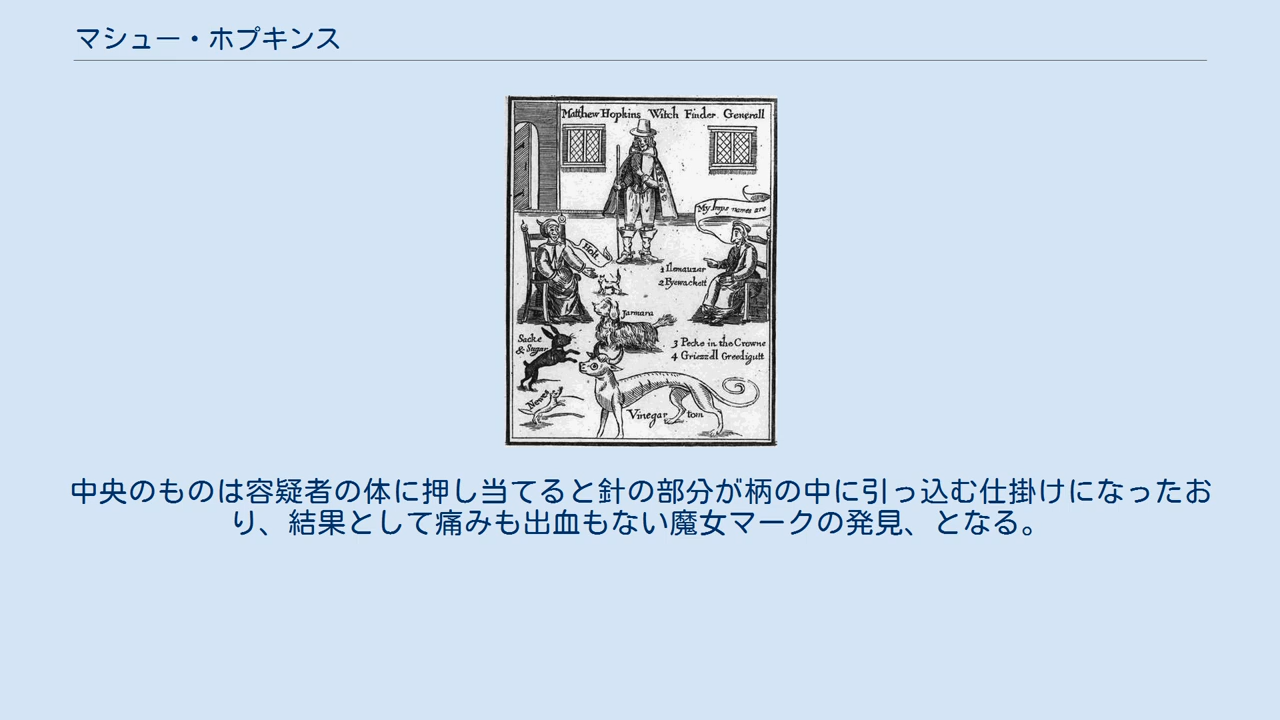 マシュー・ホプキンス
Matthew Hopkins Witch Finder Generall
My Imps names are
Holt
1 Ilemauzar
2 Pyewackett
Jarmara
Sacke
& Sugar
3 Pecke in the Crowne
4 Griezzell Greedigutt
Newes
Vinegar tom
中央のものは容疑者の体に押し当てると針の部分が柄の中に引っ込む仕掛けになったお
り、結果として痛みも出血もない魔女マークの発見、となる。